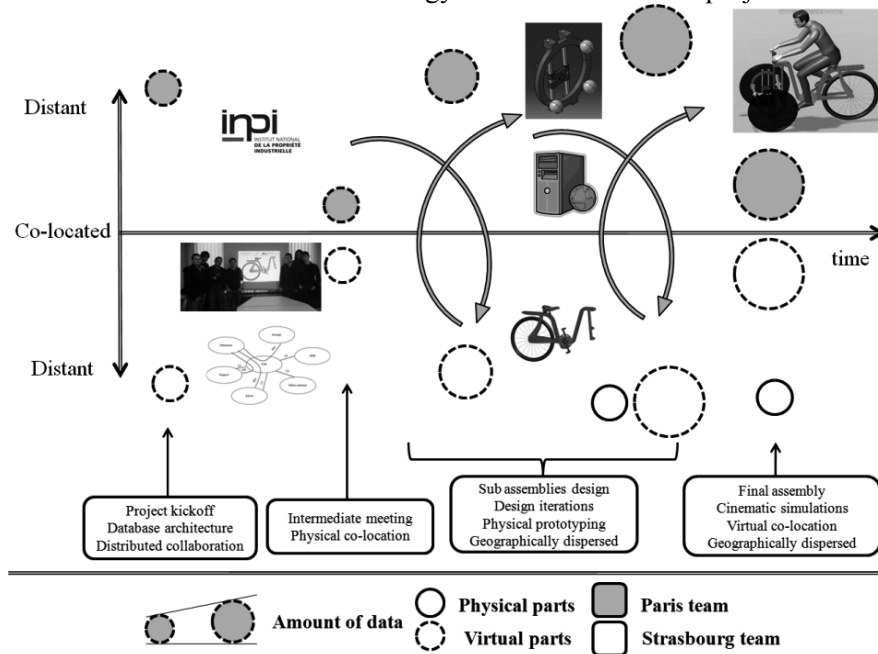 Distant
inpi
INSTITUT NATIONAL
DE LA PROPRIÉTÉ
INDUSTRIELLE
Co-located
time
Distant
Project kickoff
Database architecture
Distributed collaboration
Intermediate meeting
Physical co-location
Sub assemblies design
Design iterations
Physical prototyping
Geographically dispersed
Final assembly
Cinematic simulations
Virtual co-location
Geographically dispersed
Amount of data
Physical parts
Virtual parts
Paris team
Strasbourg team